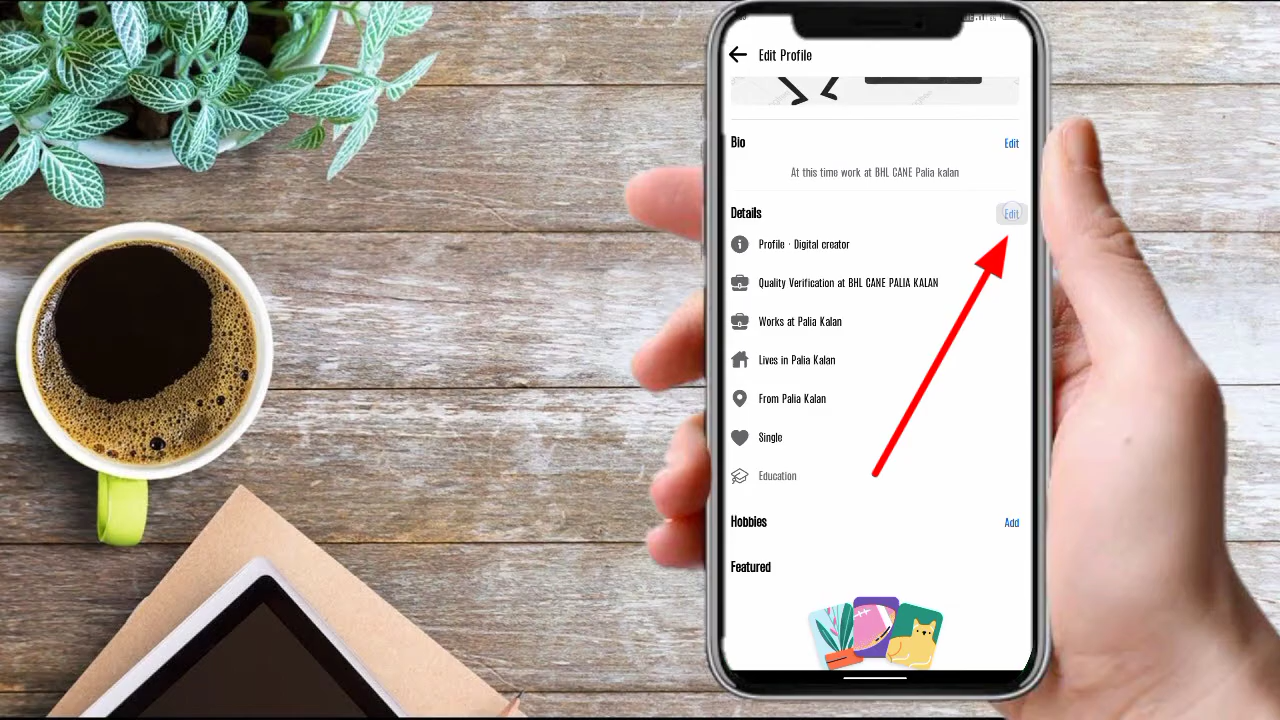 Edit Profile
Bio
Edit
At this time work at BHL CANE Palia kalan
Details
Edit
Profile · Digital creator
Quality Verification at BHL CANE PALIA KALAN
Works at Palia Kalan
Lives in Palia Kalan
From Palia Kalan
Single
Education
Hobbies
Add
Featured